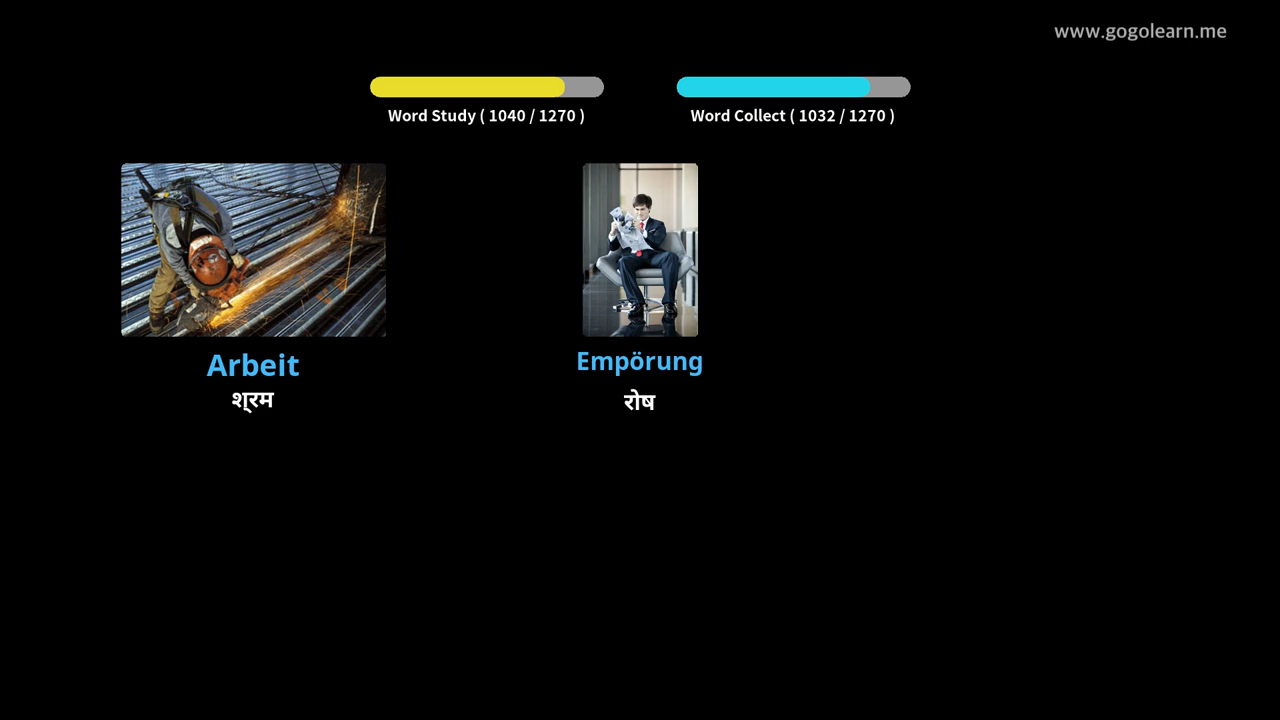 www.gogolearn.me
Word Study ( 1040 / 1270 )
Word Collect ( 1032 / 1270 )
Arbeit
श्रम
Empörung
रोष